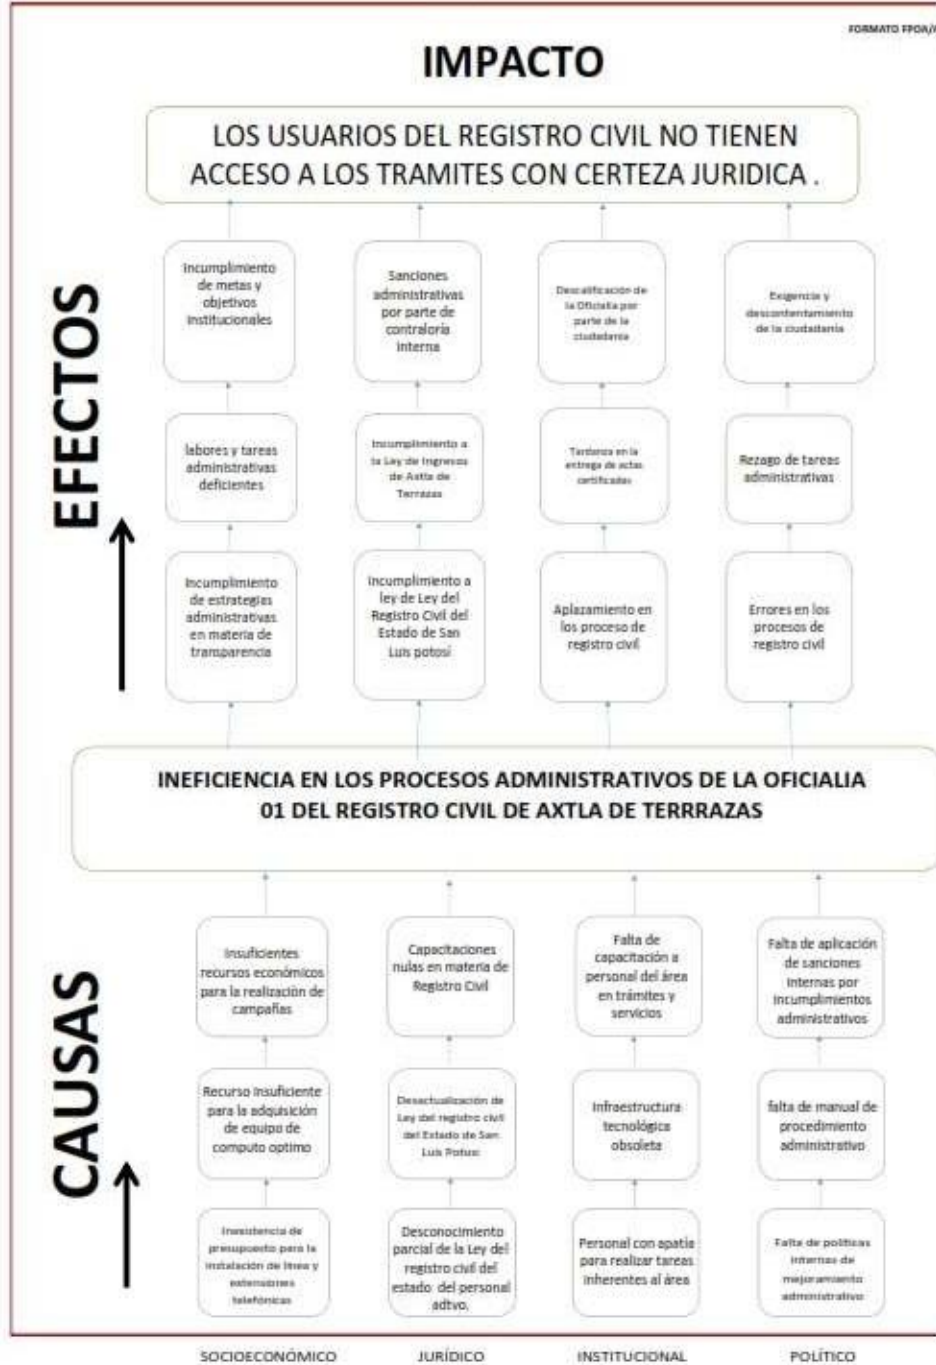 FORMATO FPOA/
IMPACTO
LOS USUARIOS DEL REGISTRO CIVIL NO TIENEN
ACCESO A LOS TRAMITES CON CERTEZA JURIDICA .
EFECTOS
Incumplimiento
de metas y
objetivos
institucionales
Sanciones
administrativas
por parte de
contraloría
interna
Descalificación de
la Oficialia por
parte de la
ciudadanía
Exigencia y
descontentamiento
de la ciudadanía
labores y tareas
administrativas
deficientes
Incumplimiento a
la Ley de Ingresos
de Axtla de
Terrazas
Tardanza en la
entrega de actas
certificadas
Rezago de tareas
administrativas
Incumplimiento
de estrategias
administrativas
en materia de
transparencia
Incumplimiento a
ley de Ley del
Registro Civil del
Estado de San
Luis potosí
Aplazamiento en
los proceso de
registro civil
Errores en los
procesos de
registro civil
INEFICIENCIA EN LOS PROCESOS ADMINISTRATIVOS DE LA OFICIALIA
01 DEL REGISTRO CIVIL DE AXTLA DE TERRRAZAS
CAUSAS
Insuficientes
recursos económicos
para la realización de
campañas
Capacitaciones
nulas en materia de
Registro Civil
Falta de
capacitación a
personal del área
en trámites y
servicios
Falta de aplicación
de sanciones
internas por
incumplimientos
administrativos
Recurso insuficiente
para la adquisición
de equipo de
computo optimo
Desactualización de
Ley del registro civil
del Estado de San
Luis Potosí
Infraestructura
tecnológica
obsoleta
falta de manual de
procedimiento
administrativo
Inexistencia de
presupuesto para la
instalación de línea y
extensiones
telefónicas
Desconocimiento
parcial de la Ley del
registro civil del
estado del personal
adtvo.
Personal con apatía
para realizar tareas
inherentes al área
Falta de políticas
internas de
mejoramiento
administrativo
SOCIOECONÓMICO
JURÍDICO
INSTITUCIONAL
POLÍTICO